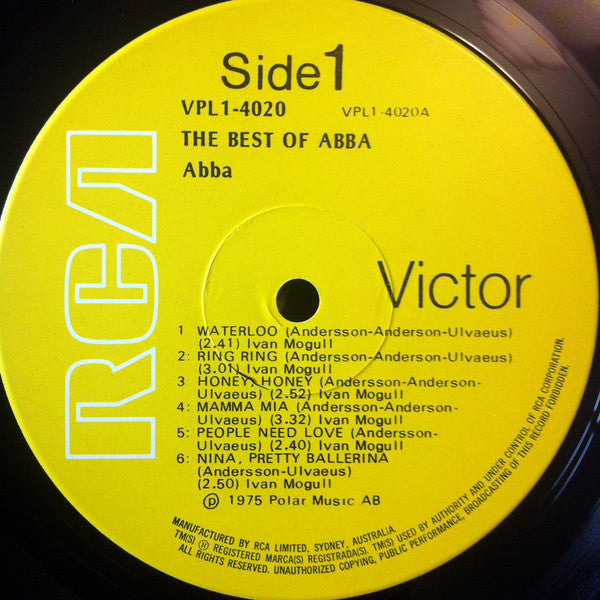 Side 1
VPL1-4020 VPL1-4020A
THE BEST OF ABBA
Abba
RCA
Victor
1 WATERLOO (Andersson-Anderson-Ulvaeus)
(2.41) Ivan Mogull
2: RING RING (Andersson-Anderson-Ulvaeus)
(3.01) Ivan Mogull
3 HONEY, HONEY (Andersson-Anderson-
Ulvaeus) (2.52) Ivan Mogull
4: MAMMA MIA (Andersson-Anderson-
Ulvaeus) (3.32) Ivan Mogull
5: PEOPLE NEED LOVE (Andersson-
Ulvaeus) (2.40) Ivan Mogull
6: NINA, PRETTY BALLERINA
(Andersson-Ulvaeus)
(2.50) Ivan Mogull
℗ 1975 Polar Music AB
MANUFACTURED BY RCA LIMITED, SYDNEY, AUSTRALIA.
TM(S) ® REGISTERED MARCA(S) REGISTRADA(S). TM(S) USED BY AUTHORITY AND UNDER CONTROL OF RCA CORPORATION.
ALL RIGHTS RESERVED. UNAUTHORIZED COPYING, PUBLIC PERFORMANCE, BROADCASTING OF THIS RECORD FORBIDDEN.